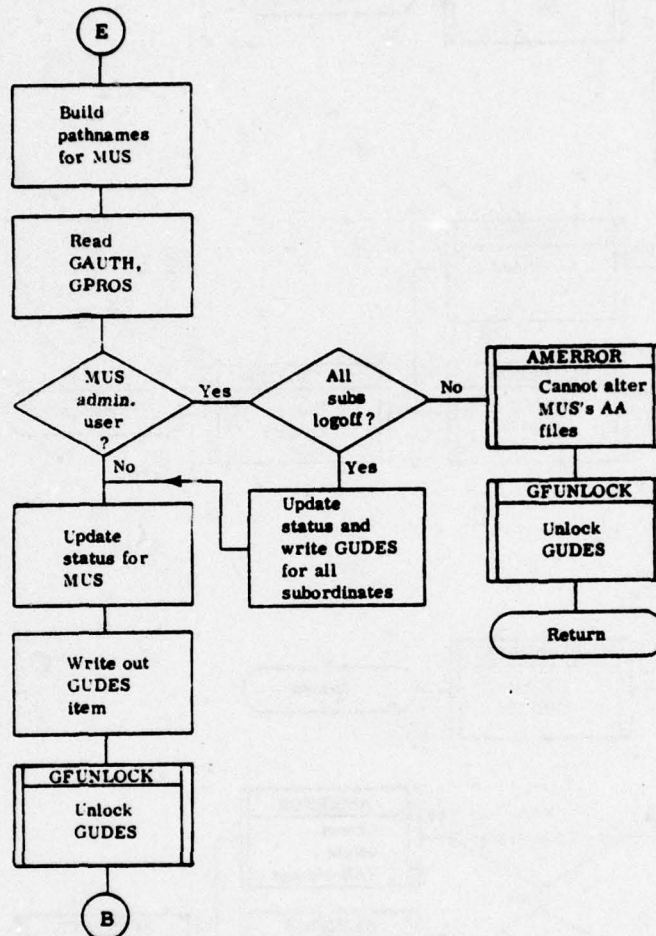 E
Build
pathnames
for MUS
Read
GAUTH,
GPROS
MUS
admin.
user
?
Yes
No
All
subs
logoff?
No
Yes
AMERROR
Cannot alter
MUS's AA
files
GFUNLOCK
Unlock
GUDES
Return
Update
status and
write GUDES
for all
subordinates
Update
status for
MUS
Write out
GUDES
item
GFUNLOCK
Unlock
GUDES
B